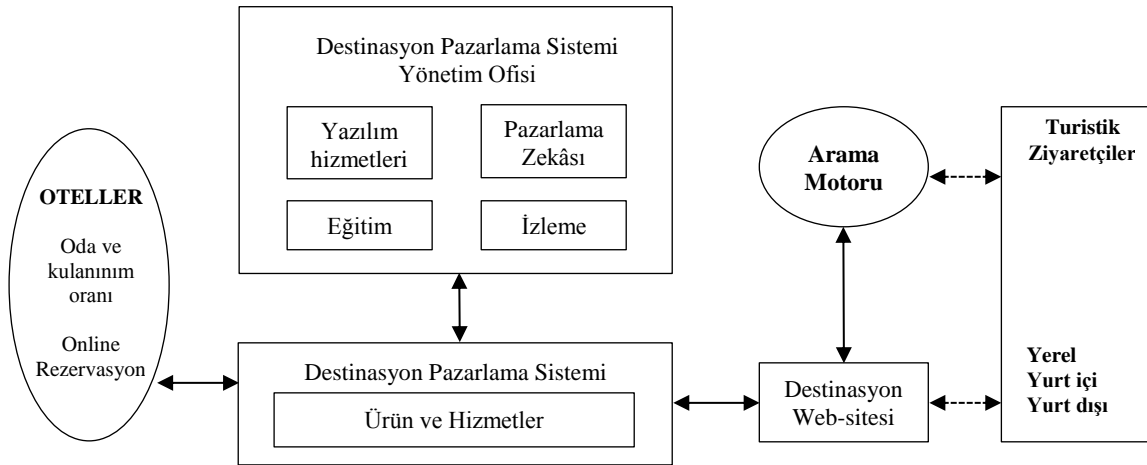 Destinasyon Pazarlama Sistemi
Yönetim Ofisi
Yazılım
hizmetleri
Pazarlama
Zekâsı
Eğitim
İzleme
OTELLER
Oda ve
kulanınım
oranı
Online
Rezervasyon
Destinasyon Pazarlama Sistemi
Ürün ve Hizmetler
Arama
Motoru
Destinasyon
Web-sitesi
Turistik
Ziyaretçiler
Yerel
Yurt içi
Yurt dışı